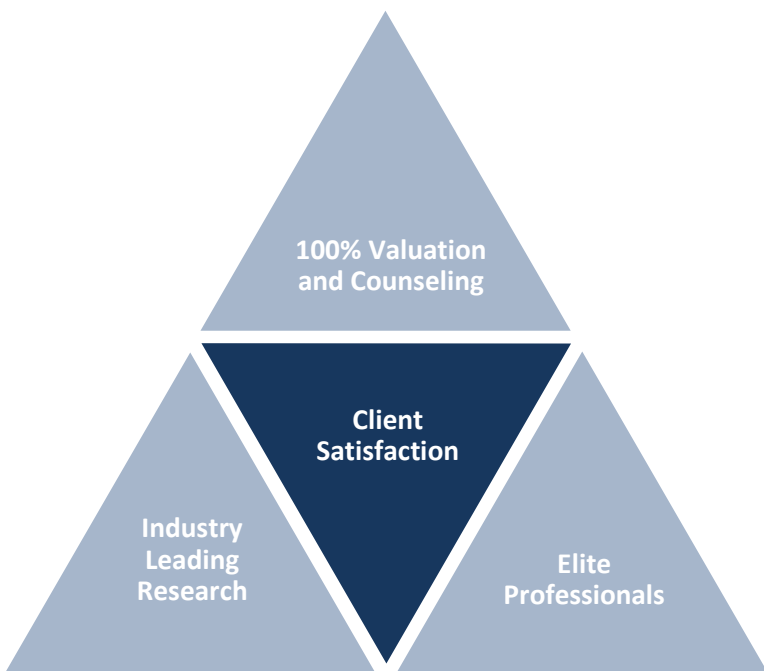 100% Valuation
and Counseling
Client
Satisfaction
Industry
Leading
Research
Elite
Professionals